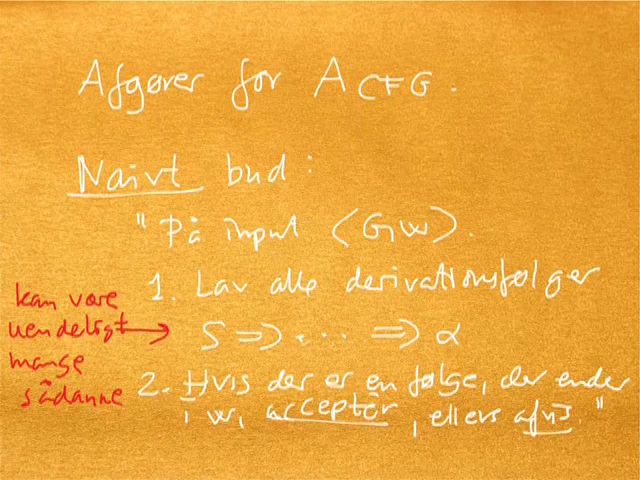 Afgører for A CFG.
Naivt bud:
"På input ⟨G,w⟩.
1. Lav alle derivationsfølger
S ⇒ ... ⇒ α
2. Hvis der er en følge, der ender
i w, acceptér, ellers afvis."
kan være
uendeligt →
mange
sådanne